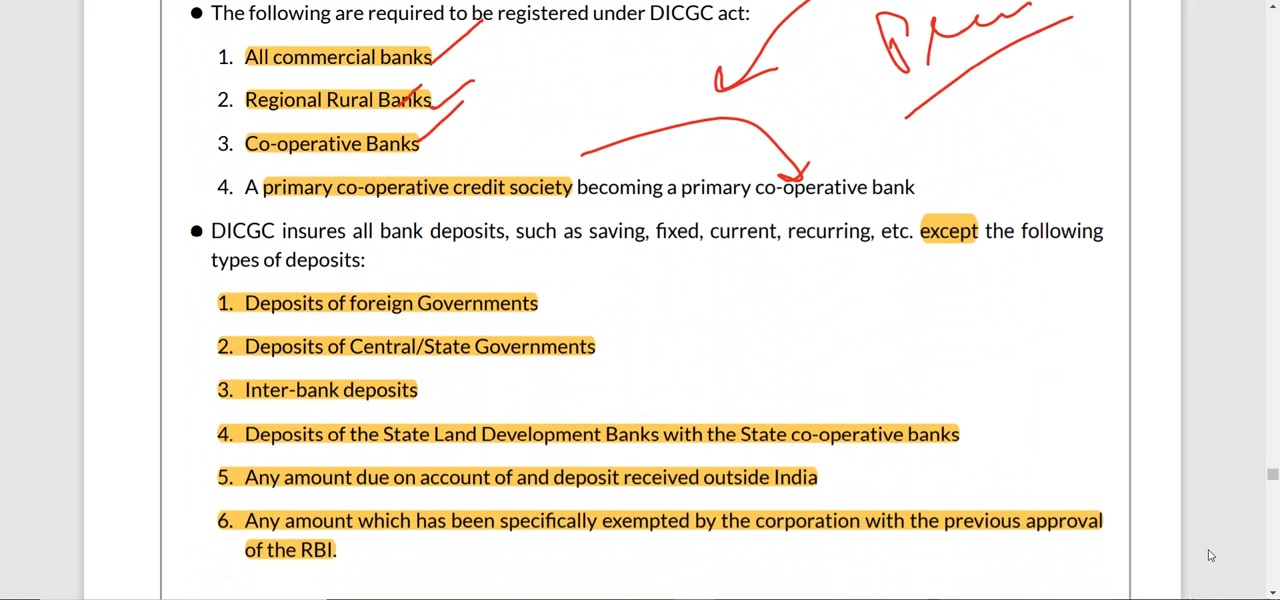 ● The following are required to be registered under DICGC act:
1. All commercial banks
2. Regional Rural Banks
3. Co-operative Banks
4. A primary co-operative credit society becoming a primary co-operative bank
● DICGC insures all bank deposits, such as saving, fixed, current, recurring, etc. except the following
types of deposits:
1. Deposits of foreign Governments
2. Deposits of Central/State Governments
3. Inter-bank deposits
4. Deposits of the State Land Development Banks with the State co-operative banks
5. Any amount due on account of and deposit received outside India
6. Any amount which has been specifically exempted by the corporation with the previous approval
of the RBI.